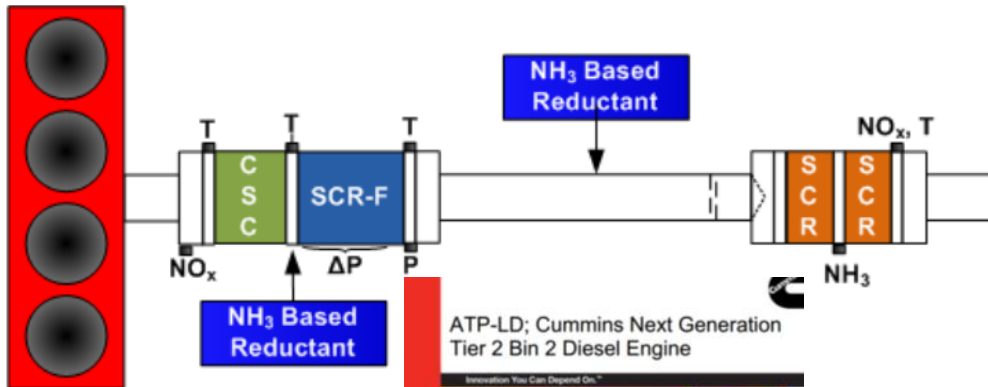 NH₃ Based
Reductant
T
T
T
NOₓ, T
C
S
C
SCR-F
S
C
R
S
C
R
NOₓ
ΔP
P
NH₃
NH₃ Based
Reductant
ATP-LD; Cummins Next Generation
Tier 2 Bin 2 Diesel Engine
Innovation You Can Depend On.™